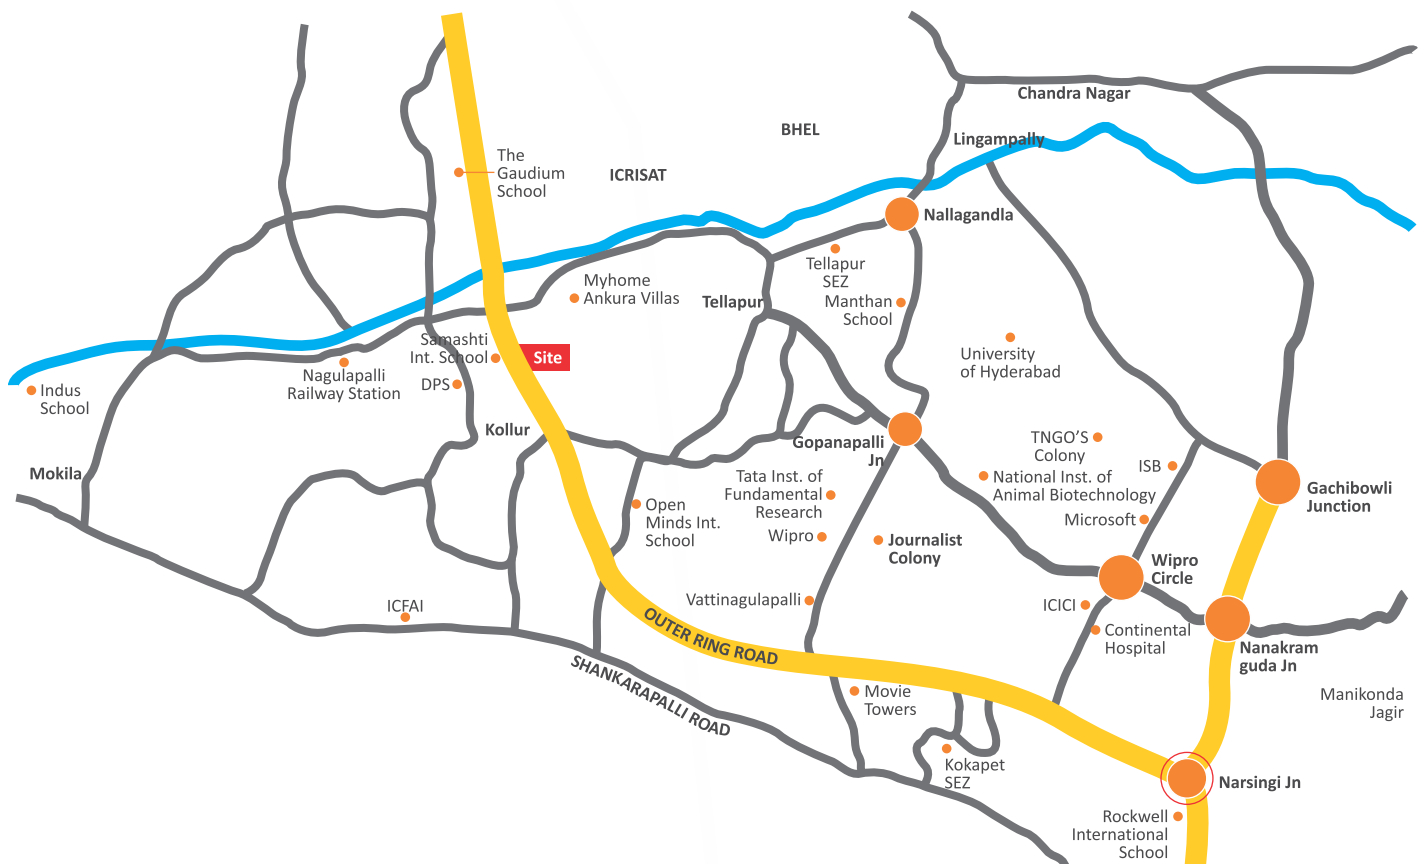 Chandra Nagar
BHEL
Lingampally
The
Gaudium
School
ICRISAT
Nallagandla
Tellapur
SEZ
Myhome
Ankura Villas
Tellapur
Manthan
School
Samashti
Int. School
Site
University
of Hyderabad
Nagulapalli
Railway Station
DPS
Indus
School
Kollur
Gopanapalli
Jn
TNGO'S
Colony
ISB
Mokila
Tata Inst. of
Fundamental
Research
National Inst. of
Animal Biotechnology
Gachibowli
Junction
Open
Minds Int.
School
Wipro
Microsoft
Journalist
Colony
Wipro
Circle
Vattinagulapalli
ICICI
ICFAI
Continental
Hospital
OUTER RING ROAD
Nanakram
guda Jn
SHANKARAPALLI ROAD
Movie
Towers
Manikonda
Jagir
Kokapet
SEZ
Narsingi Jn
Rockwell
International
School